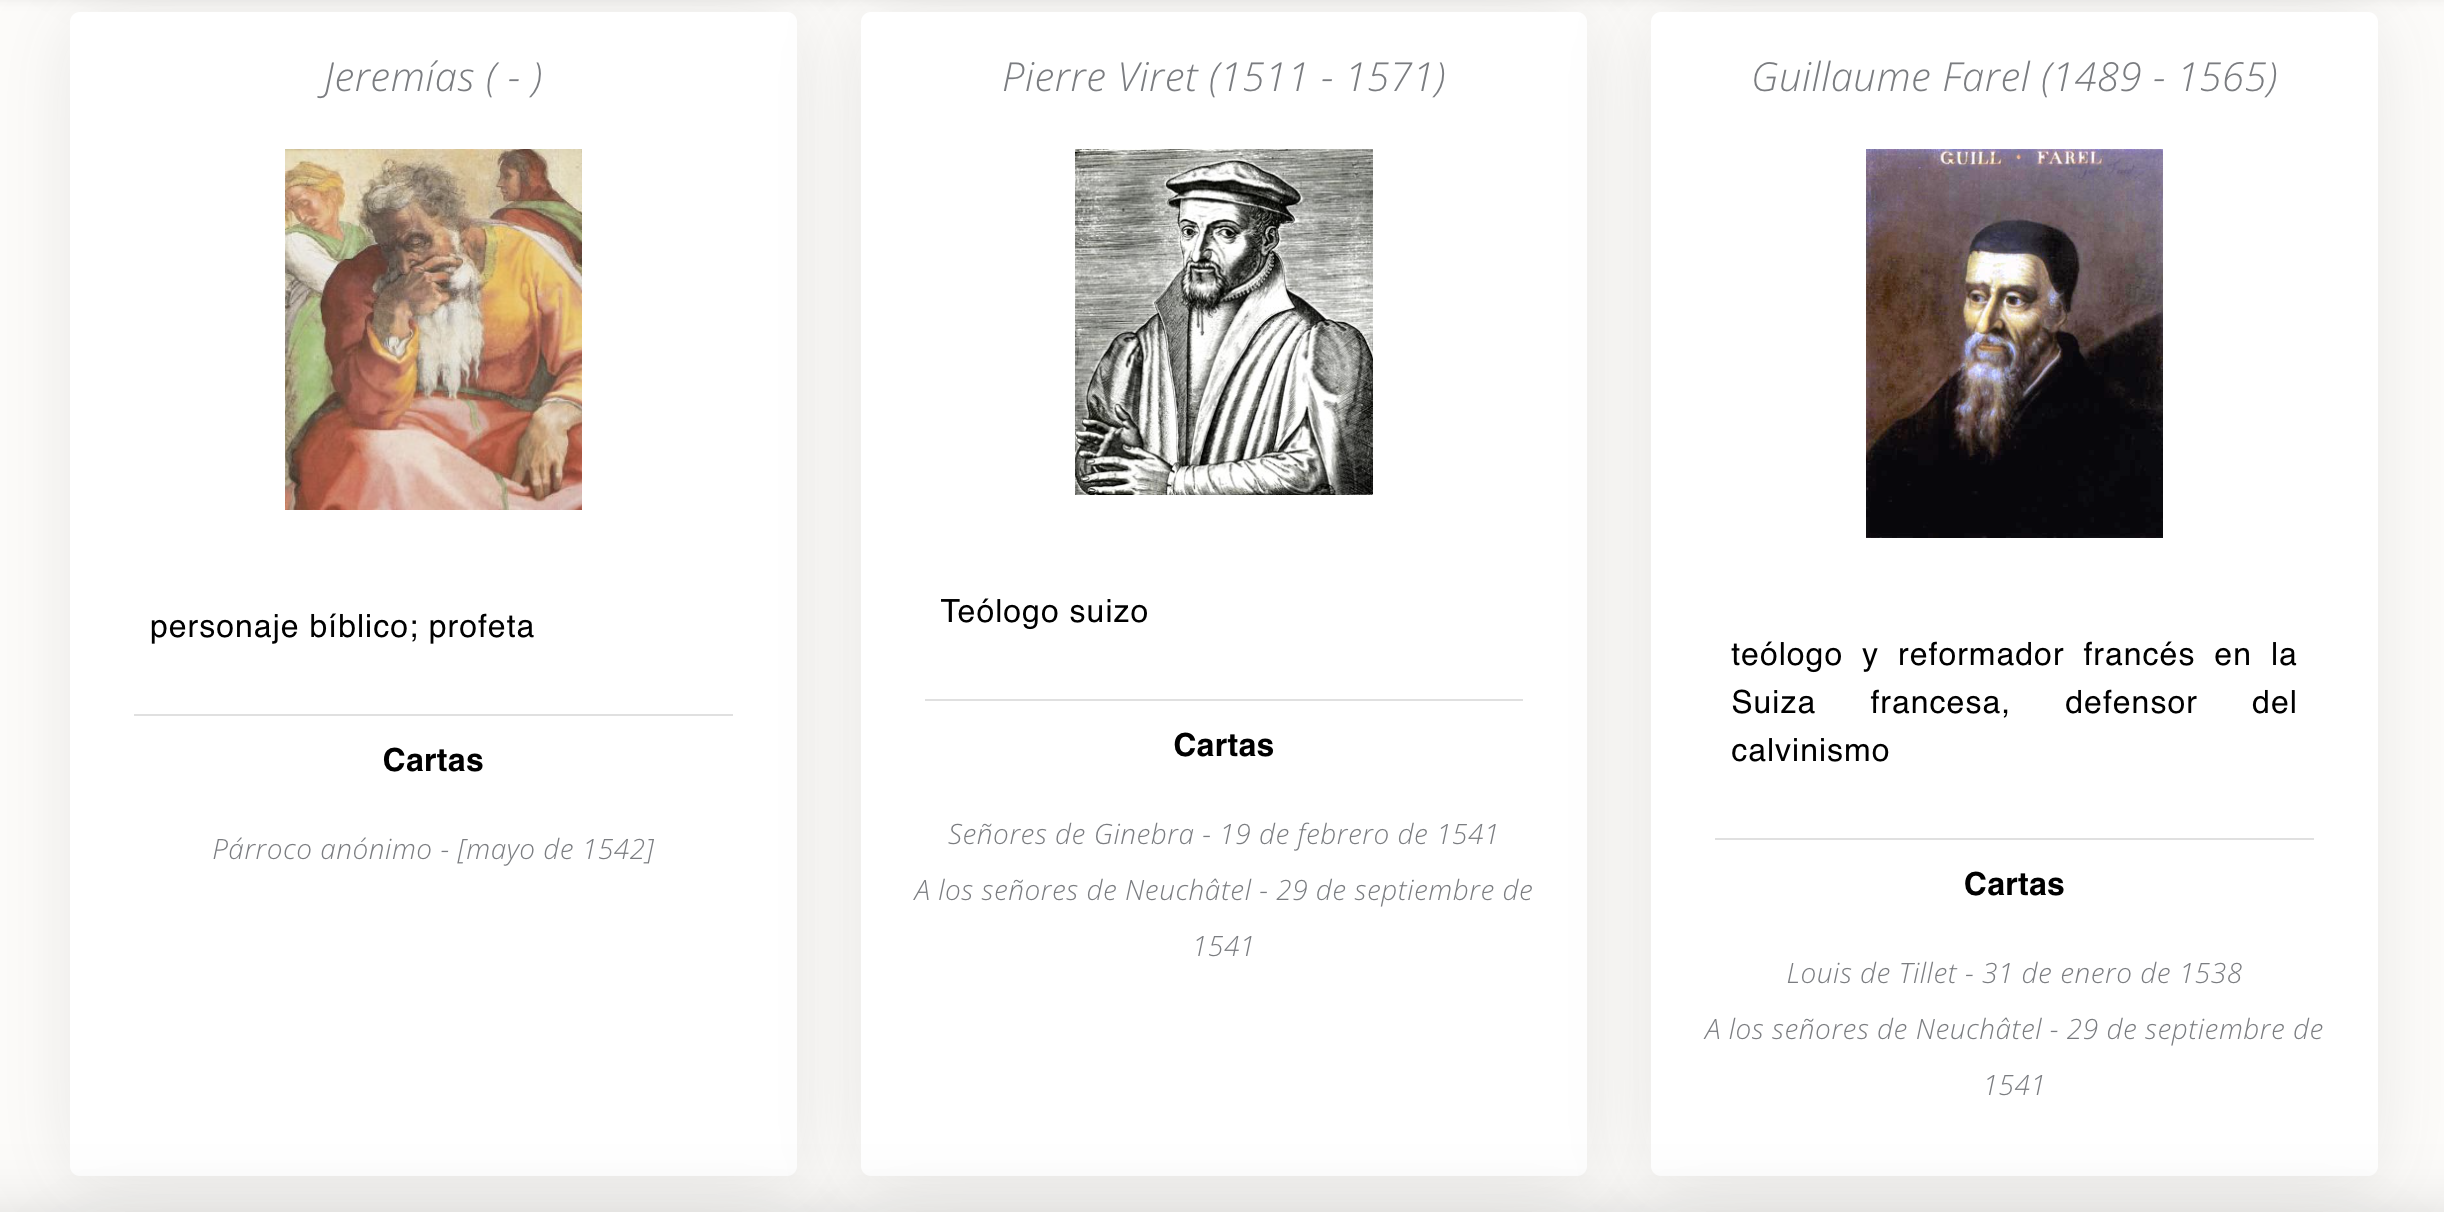 Jeremías ( - )
personaje bíblico; profeta
Cartas
Párroco anónimo - [mayo de 1542]
Pierre Viret (1511 - 1571)
Teólogo suizo
Cartas
Señores de Ginebra - 19 de febrero de 1541
A los señores de Neuchâtel - 29 de septiembre de
1541
Guillaume Farel (1489 - 1565)
GUILL · FAREL
teólogo y reformador francés en la
Suiza francesa, defensor del
calvinismo
Cartas
Louis de Tillet - 31 de enero de 1538
A los señores de Neuchâtel - 29 de septiembre de
1541